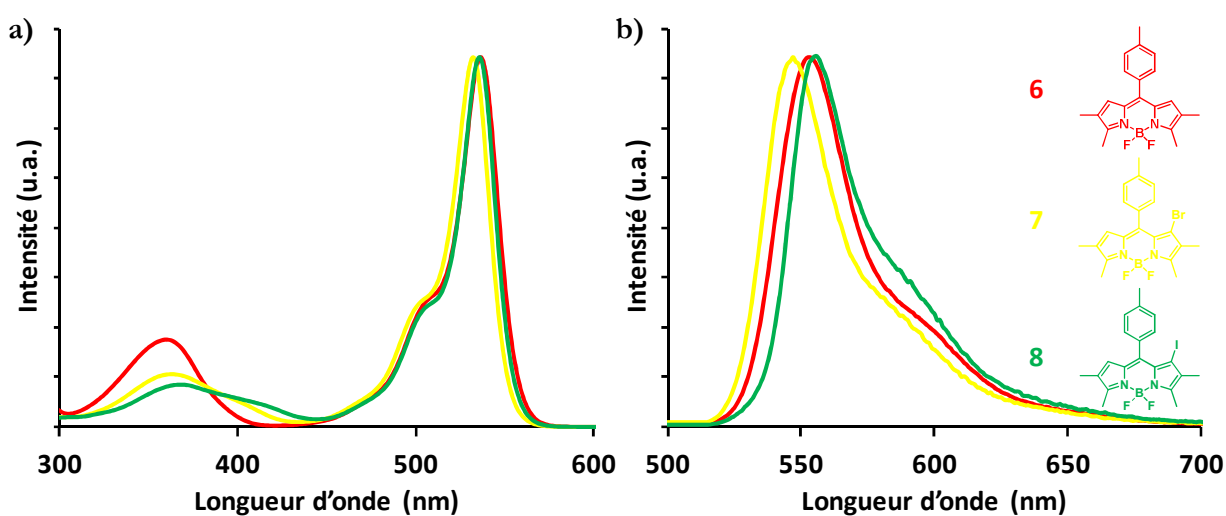 a)
Intensité (u.a.)
300
400
500
600
Longueur d'onde (nm)
b)
Intensité (u.a.)
500
550
600
650
700
Longueur d'onde (nm)
6
N
N
B
F
F
7
Br
N
N
B
F
F
8
I
N
N
B
F
F